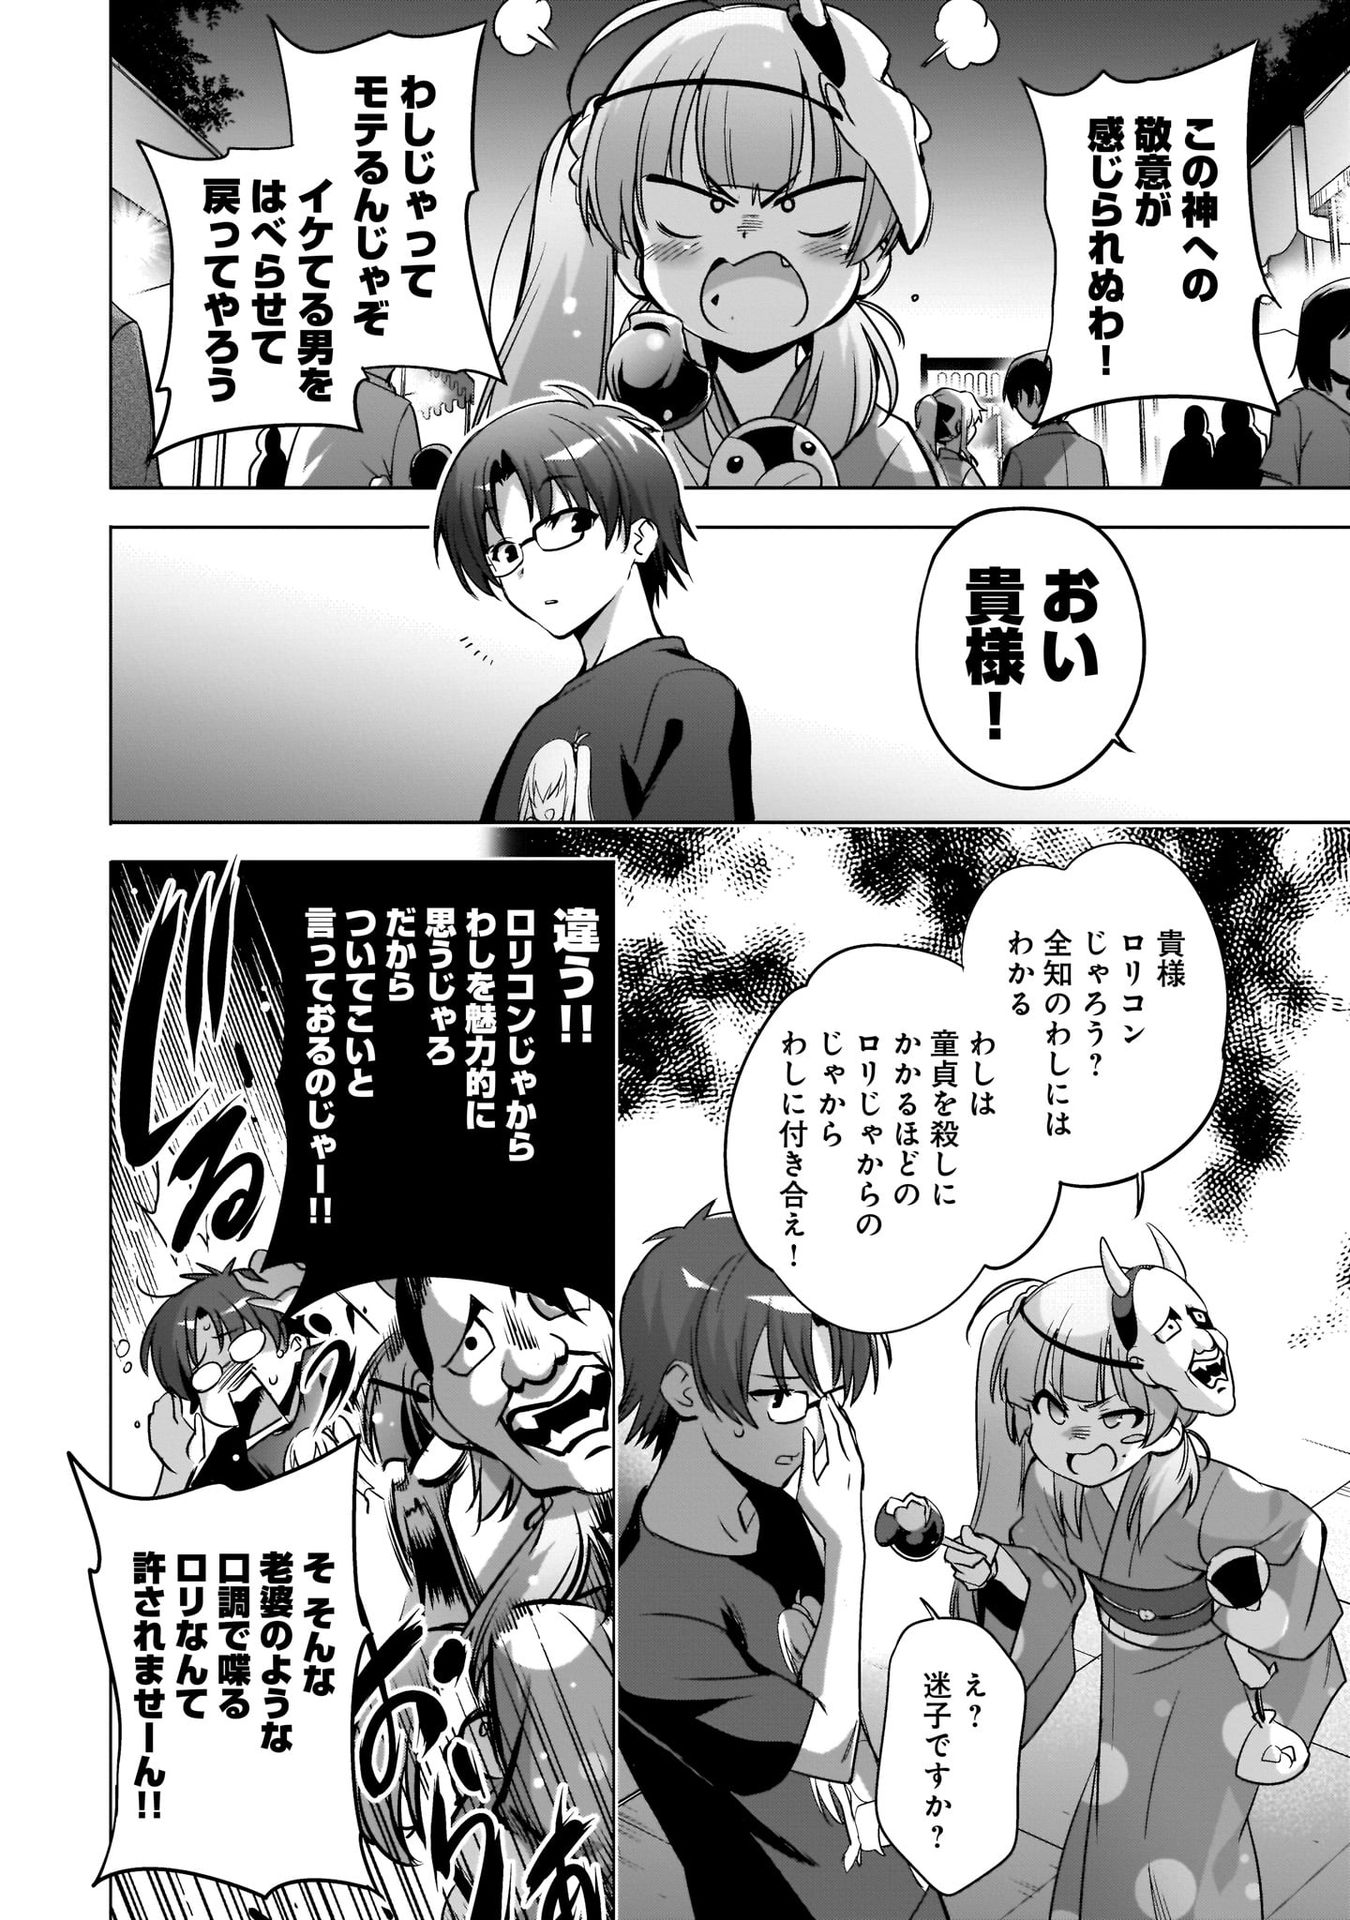 この神への
敬意が
感じられぬわ!
わしじゃって
モテるんじゃぞ
イケてる男を
はべらせて
戻ってやろう
おい
貴様!
貴様
ロリコン
じゃろう?
全知のわしには
わかる
わしは
童貞を殺しに
かかるほどの
ロリじゃからの
じゃから
わしに付き合え!
え?
迷子ですか?
違う!!
ロリコンじゃから
わしを魅力的に
思うじゃろ
だから
ついてこいと
言っておるのじゃー!!
ぶるぶる
おらぁ
そ そんな
老婆のような
口調で喋る
ロリなんて
許されませーん!!